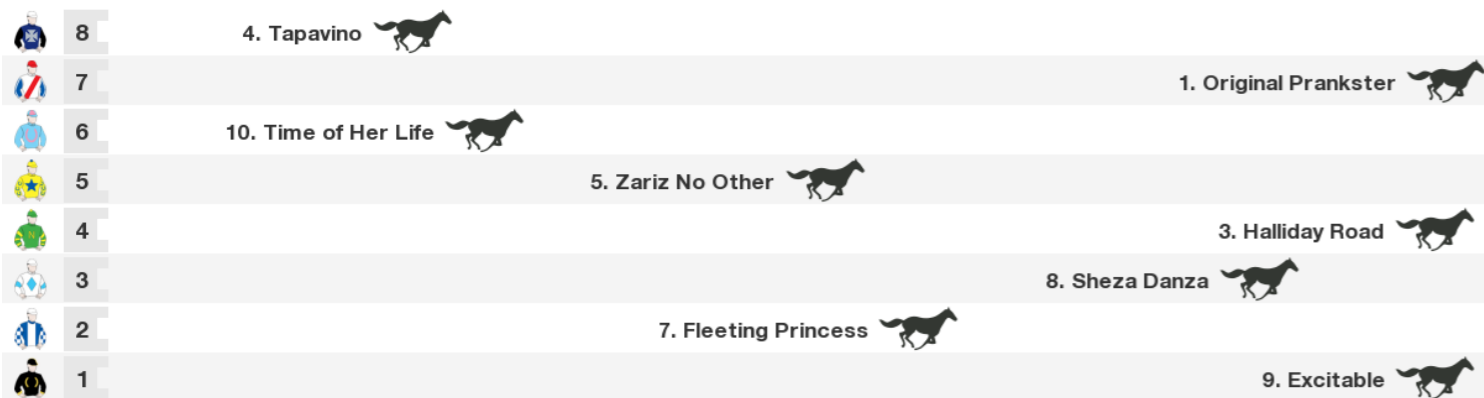 8 4. Tapavino
7 1. Original Prankster
6 10. Time of Her Life
5 5. Zariz No Other
4 3. Halliday Road
3 8. Sheza Danza
2 7. Fleeting Princess
1 9. Excitable